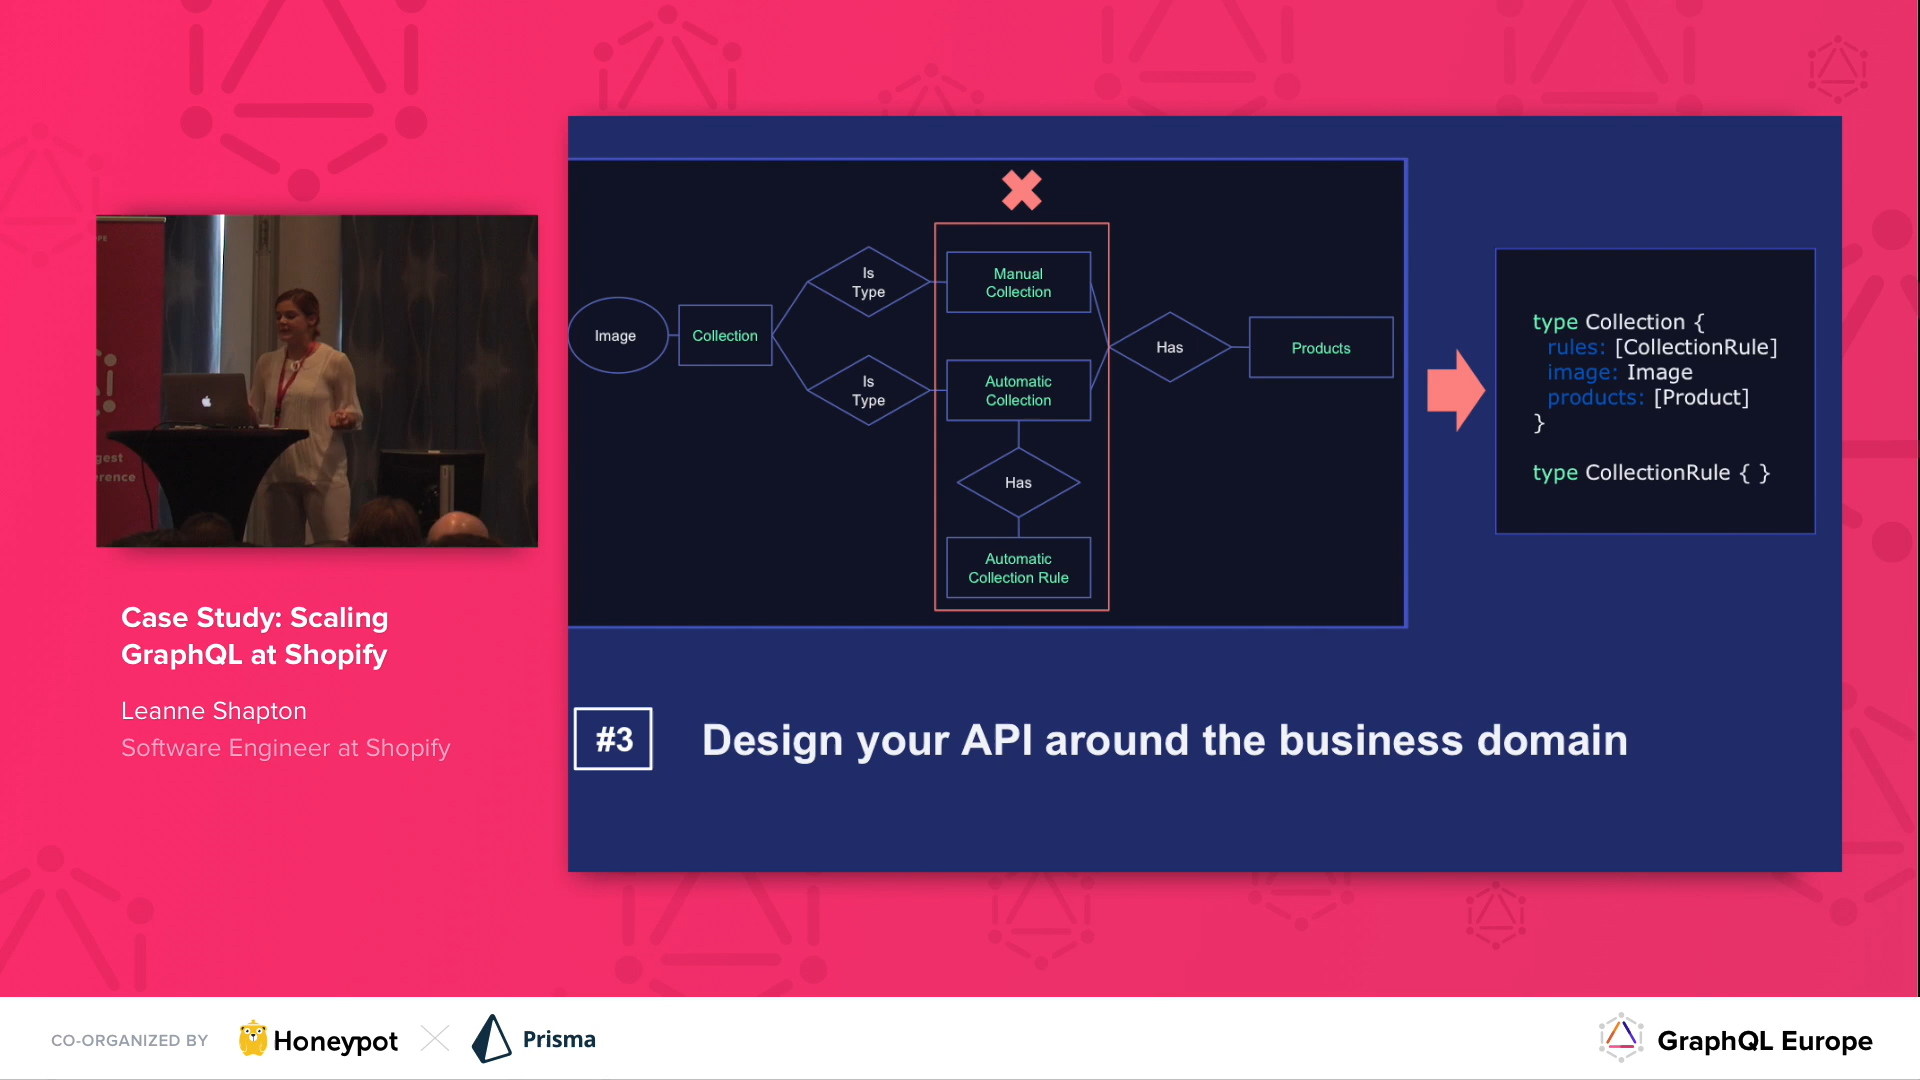 gest
rence
Case Study: Scaling
GraphQL at Shopify
Leanne Shapton
Software Engineer at Shopify
Image
Collection
Is
Type
Is
Type
Manual
Collection
Automatic
Collection
Has
Automatic
Collection Rule
Has
Products
type Collection {
rules: [CollectionRule]
image: Image
products: [Product]
}
type CollectionRule { }
#3
Design your API around the business domain
CO-ORGANIZED BY
Honeypot
Prisma
GraphQL Europe